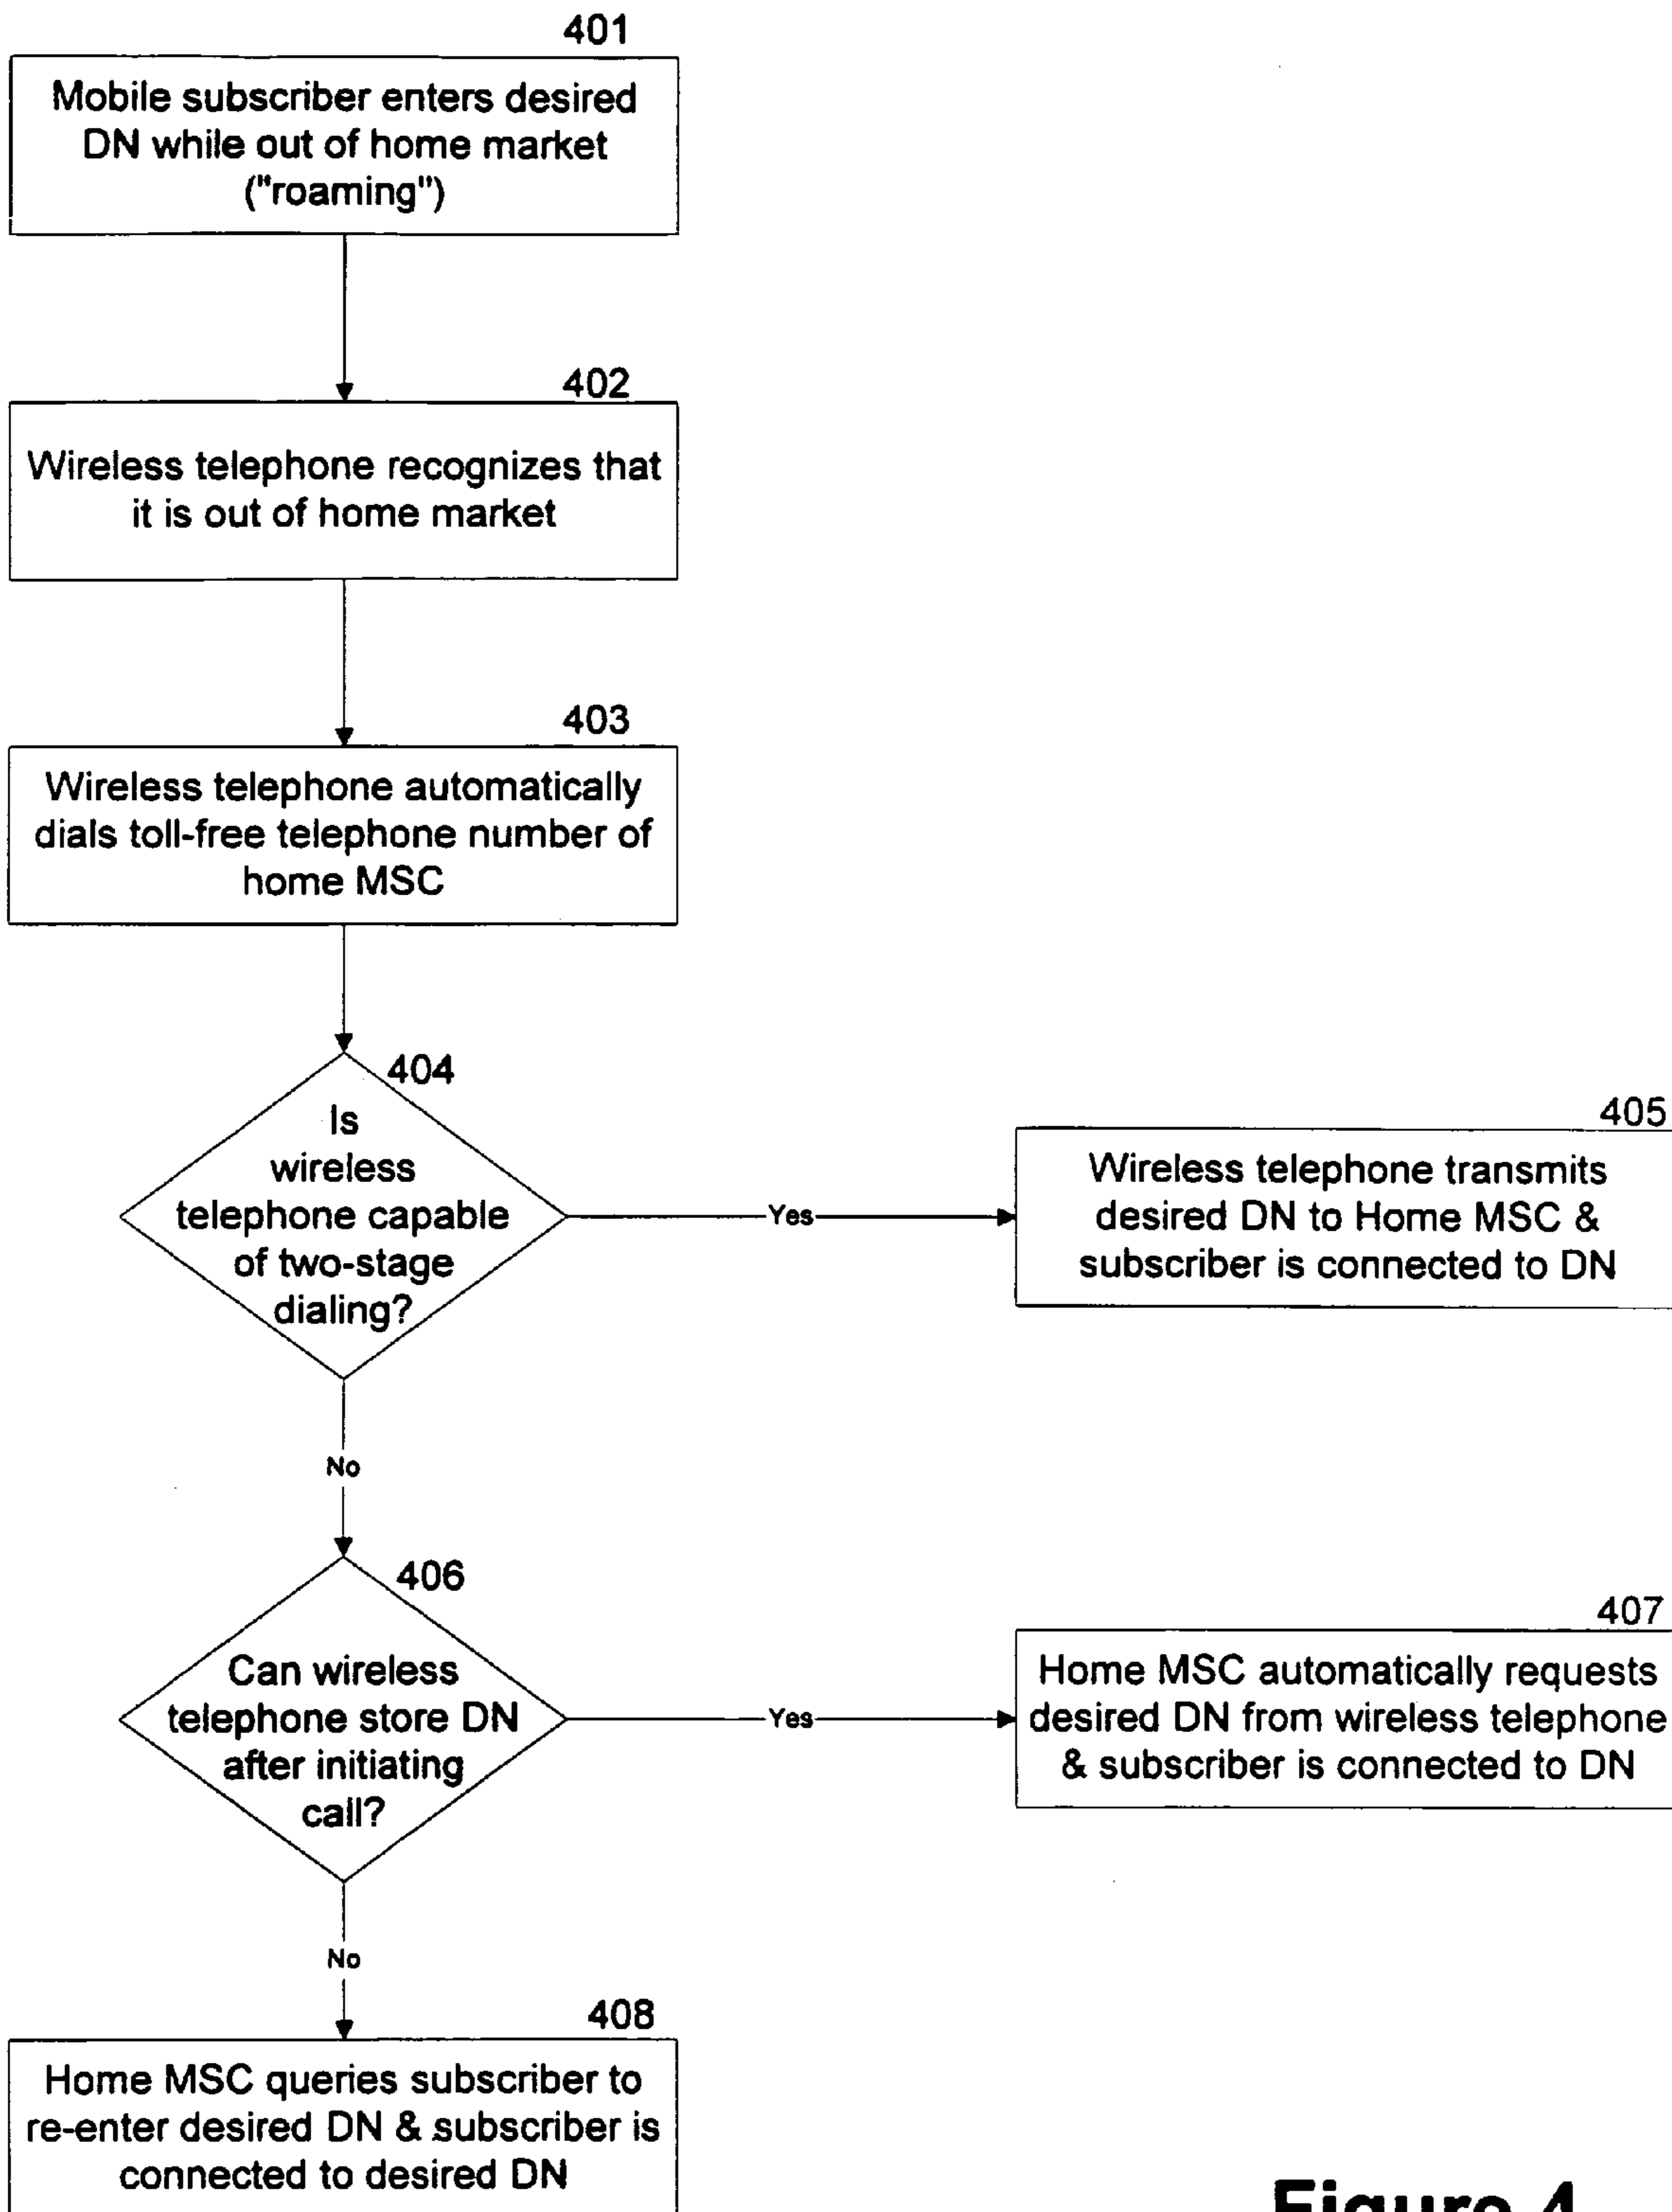 401
Mobile subscriber enters desired
DN while out of home market
("roaming")
402
Wireless telephone recognizes that
it is out of home market
403
Wireless telephone automatically
dials toll-free telephone number of
home MSC
404
Is
wireless
telephone capable
of two-stage
dialing?
Yes
405
Wireless telephone transmits
desired DN to Home MSC &
subscriber is connected to DN
No
406
Can wireless
telephone store DN
after initiating
call?
Yes
407
Home MSC automatically requests
desired DN from wireless telephone
& subscriber is connected to DN
No
408
Home MSC queries subscriber to
re-enter desired DN & subscriber is
connected to desired DN
Figure 4